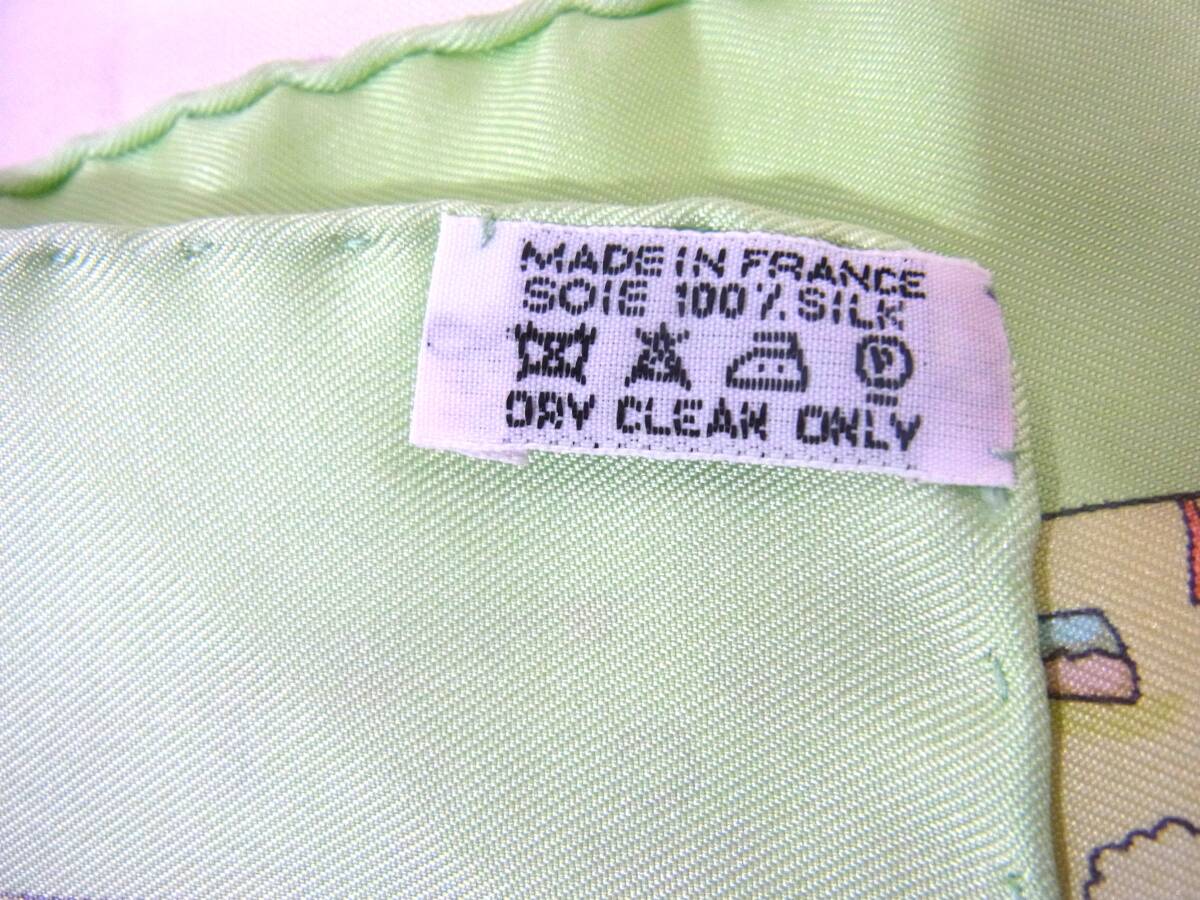 MADE IN FRANCE
SOIE 100% SILK
P
DRY CLEAN ONLY